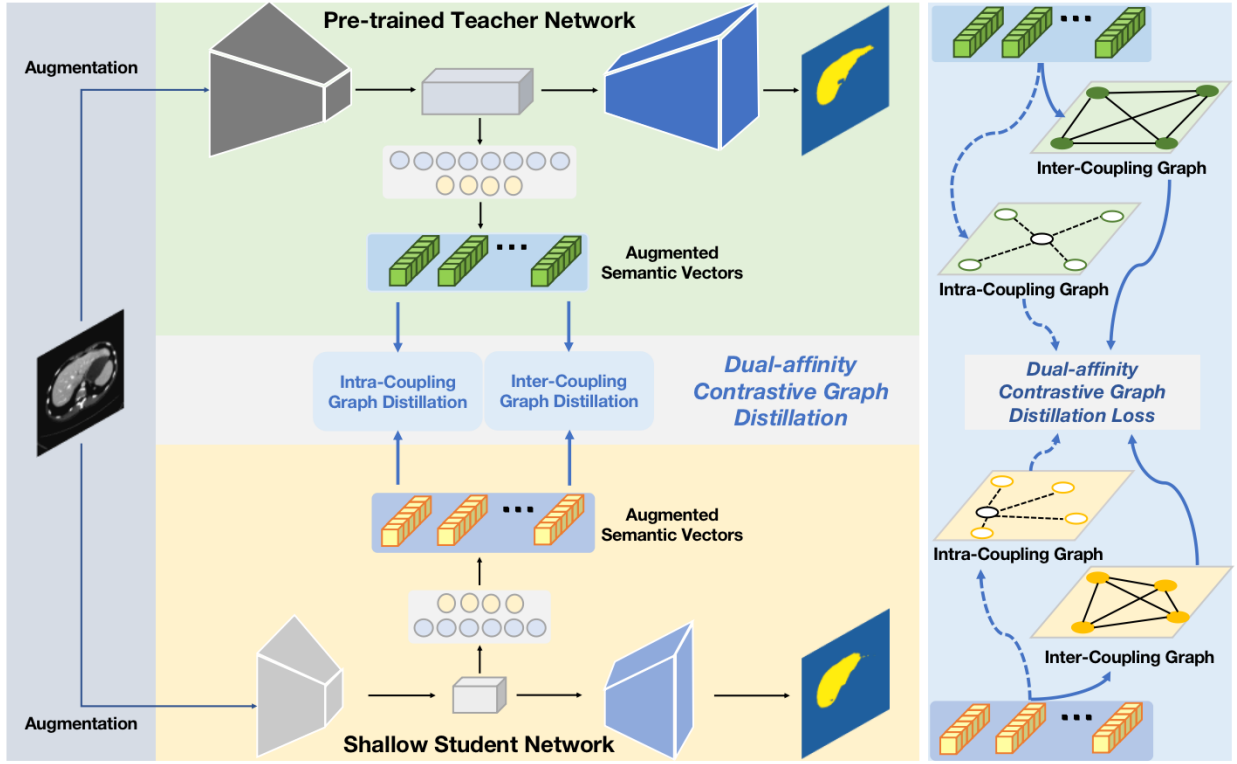 Pre-trained Teacher Network
Augmentation
Augmented
Semantic Vectors
Intra-Coupling
Graph Distillation
Inter-Coupling
Graph Distillation
Dual-affinity
Contrastive Graph
Distillation
Augmented
Semantic Vectors
Augmentation
Shallow Student Network
Inter-Coupling Graph
Intra-Coupling Graph
Dual-affinity
Contrastive Graph
Distillation Loss
Intra-Coupling Graph
Inter-Coupling Graph